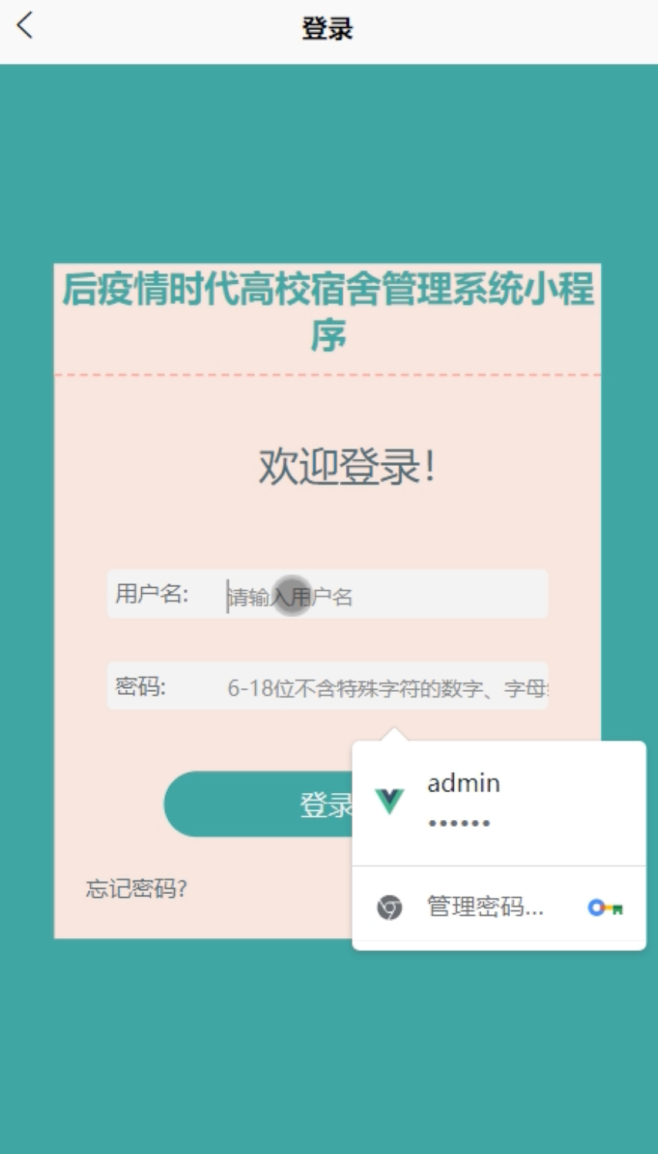 登录
后疫情时代高校宿舍管理系统小程
序
欢迎登录！
用户名:
请输入用户名
密码:
6-18位不含特殊字符的数字、字母
admin
••••••
登录
管理密码...
忘记密码?